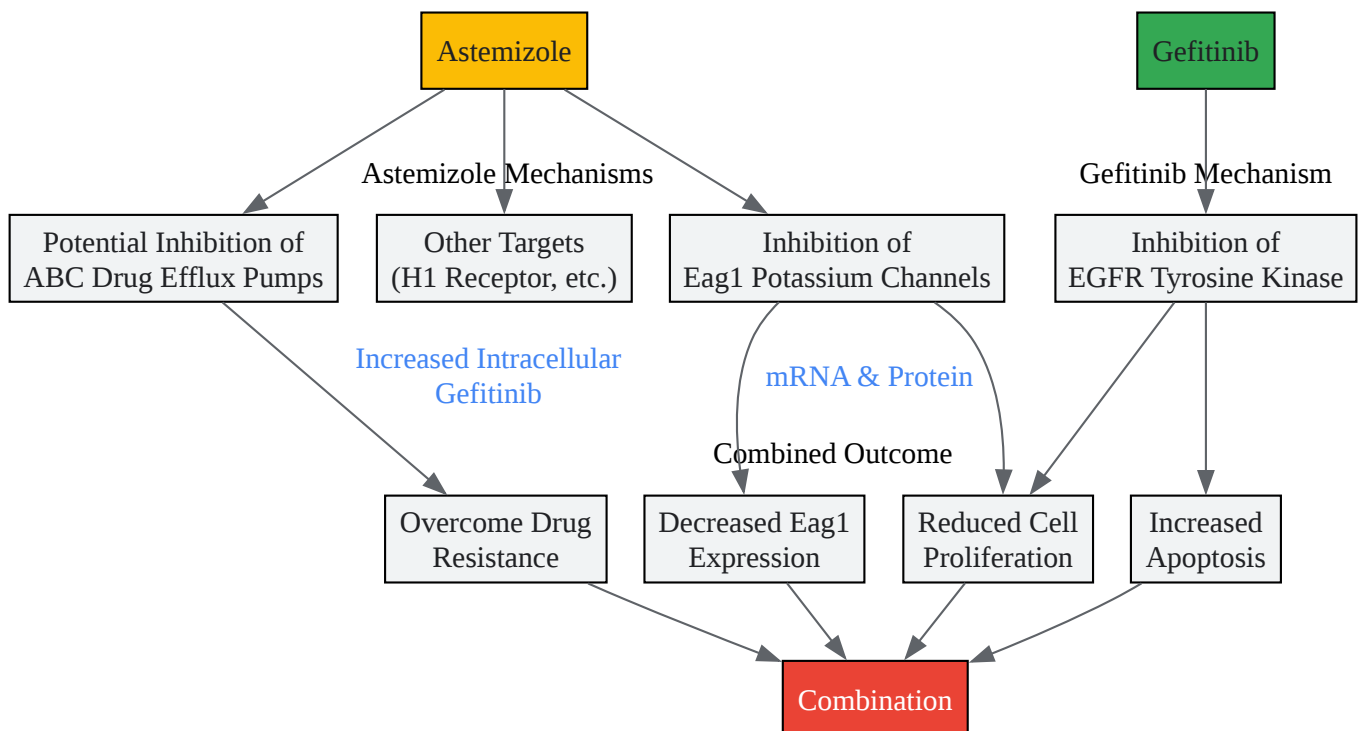 Astemizole
Gefitinib
Astemizole Mechanisms
Gefitinib Mechanism
Potential Inhibition of
ABC Drug Efflux Pumps
Other Targets
(H1 Receptor, etc.)
Inhibition of
Eag1 Potassium Channels
Inhibition of
EGFR Tyrosine Kinase
Increased Intracellular
Gefitinib
mRNA & Protein
Combined Outcome
Overcome Drug
Resistance
Decreased Eag1
Expression
Reduced Cell
Proliferation
Increased
Apoptosis
Combination